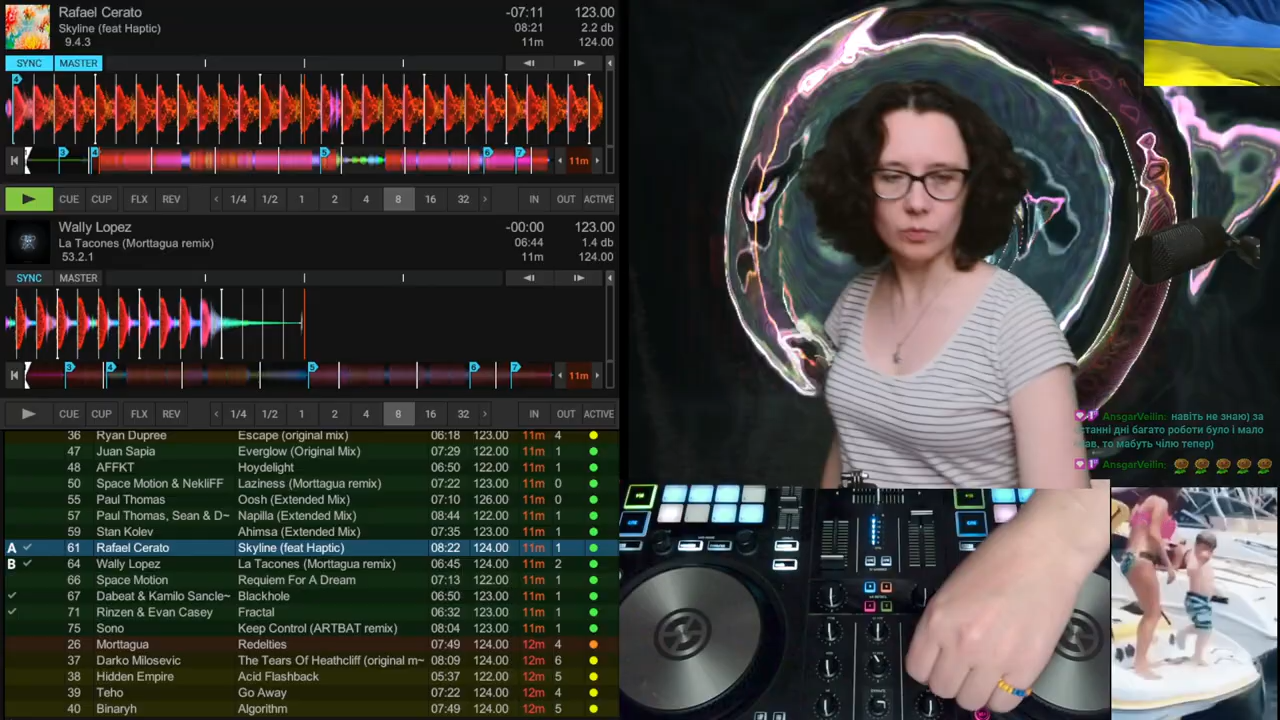 Rafael Cerato -07:11 123.00
Skyline (feat Haptic) 08:21 2.2 db
9.4.3 11m 124.00
SYNC MASTER
4
3 4 5 6 7 11m
CUE CUP FLX REV 1/4 1/2 1 2 4 8 16 32 IN OUT ACTIVE
Wally Lopez -00:00 123.00
La Tacones (Morttagua remix) 06:44 1.4 db
53.2.1 11m 124.00
SYNC MASTER
3 4 5 6 7 11m
CUE CUP FLX REV 1/4 1/2 1 2 4 8 16 32 IN OUT ACTIVE
36 Ryan Dupree Escape (original mix) 06:18 123.00 11m 4
47 Juan Sapia Everglow (Original Mix) 07:29 122.00 11m 1
48 AFFKT Hoydelight 06:50 122.00 11m 1
50 Space Motion & NekliFF Laziness (Morttagua remix) 07:22 123.00 11m 0
55 Paul Thomas Oosh (Extended Mix) 07:10 126.00 11m 0
57 Paul Thomas, Sean & D~ Napilla (Extended Mix) 08:44 122.00 11m 1
59 Stan Kolev Ahimsa (Extended Mix) 07:35 123.00 11m 1
A 61 Rafael Cerato Skyline (feat Haptic) 08:22 124.00 11m 1
B 64 Wally Lopez La Tacones (Morttagua remix) 06:45 124.00 11m 2
66 Space Motion Requiem For A Dream 07:13 122.00 11m 1
67 Dabeat & Kamilo Sancle~ Blackhole 06:50 123.00 11m 1
71 Rinzen & Evan Casey Fractal 06:32 123.00 11m 1
75 Sono Keep Control (ARTBAT remix) 08:04 123.00 11m 1
26 Morttagua Redelties 07:49 124.00 12m 4
37 Darko Milosevic The Tears Of Heathcliff (original m~ 08:09 124.00 12m 6
38 Hidden Empire Acid Flashback 05:37 122.00 12m 5
39 Teho Go Away 07:22 124.00 12m 4
40 Binaryh Algorithm 07:49 124.00 12m 5
AnsgarVeilin: навіть не знаю) за
останні дні багато роботи було і мало
, то мабуть чілю тепер)
AnsgarVeilin: